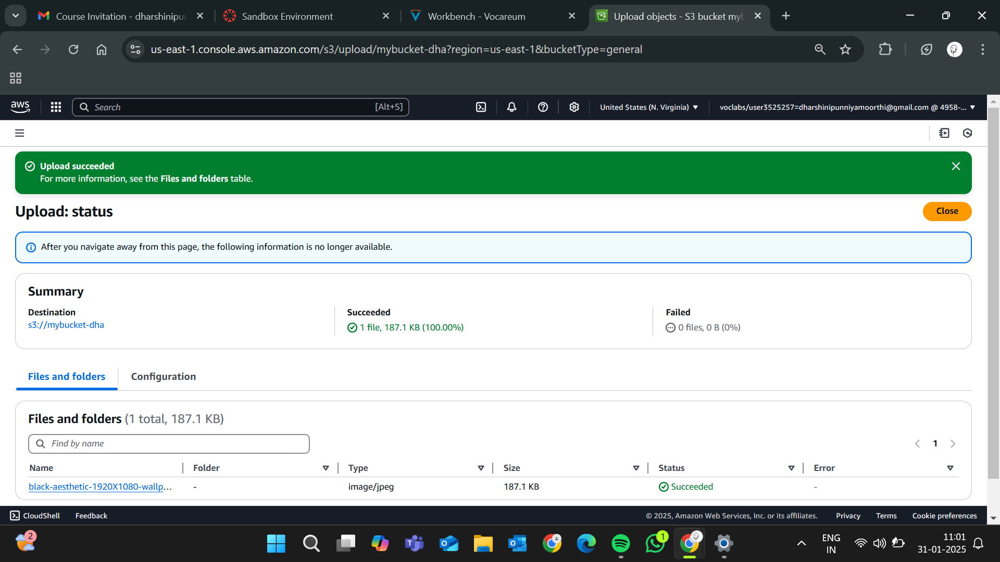 Course Invitation - dharshinipu
Sandbox Environment
Workbench - Vocareum
Upload objects - S3 bucket myb
us-east-1.console.aws.amazon.com/s3/upload/mybucket-dha?region=us-east-1&bucketType=general
aws
Search
[Alt+S]
United States (N. Virginia)
voclabs/user3525257=dharshinipunniyamoorthi@gmail.com @ 4958-...
Upload succeeded
For more information, see the Files and folders table.
Upload: status
Close
After you navigate away from this page, the following information is no longer available.
Summary
Destination
s3://mybucket-dha
Succeeded
1 file, 187.1 KB (100.00%)
Failed
0 files, 0 B (0%)
Files and folders
Configuration
Files and folders (1 total, 187.1 KB)
Find by name
1
Name
Folder
Type
Size
Status
Error
black-aesthetic-1920X1080-wallp...
-
image/jpeg
187.1 KB
Succeeded
-
CloudShell
Feedback
© 2025, Amazon Web Services, Inc. or its affiliates.
Privacy
Terms
Cookie preferences
2
1
ENG
IN
11:01
31-01-2025